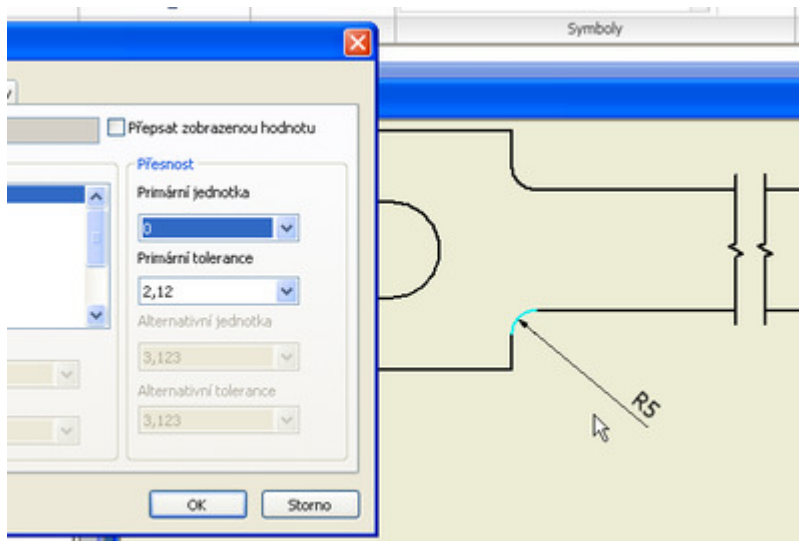 Symboly
Přepsat zobrazenou hodnotu
Přesnost
Primární jednotka
0
Primární tolerance
2,12
Alternativní jednotka
3,123
Alternativní tolerance
3,123
OK
Storno
R5